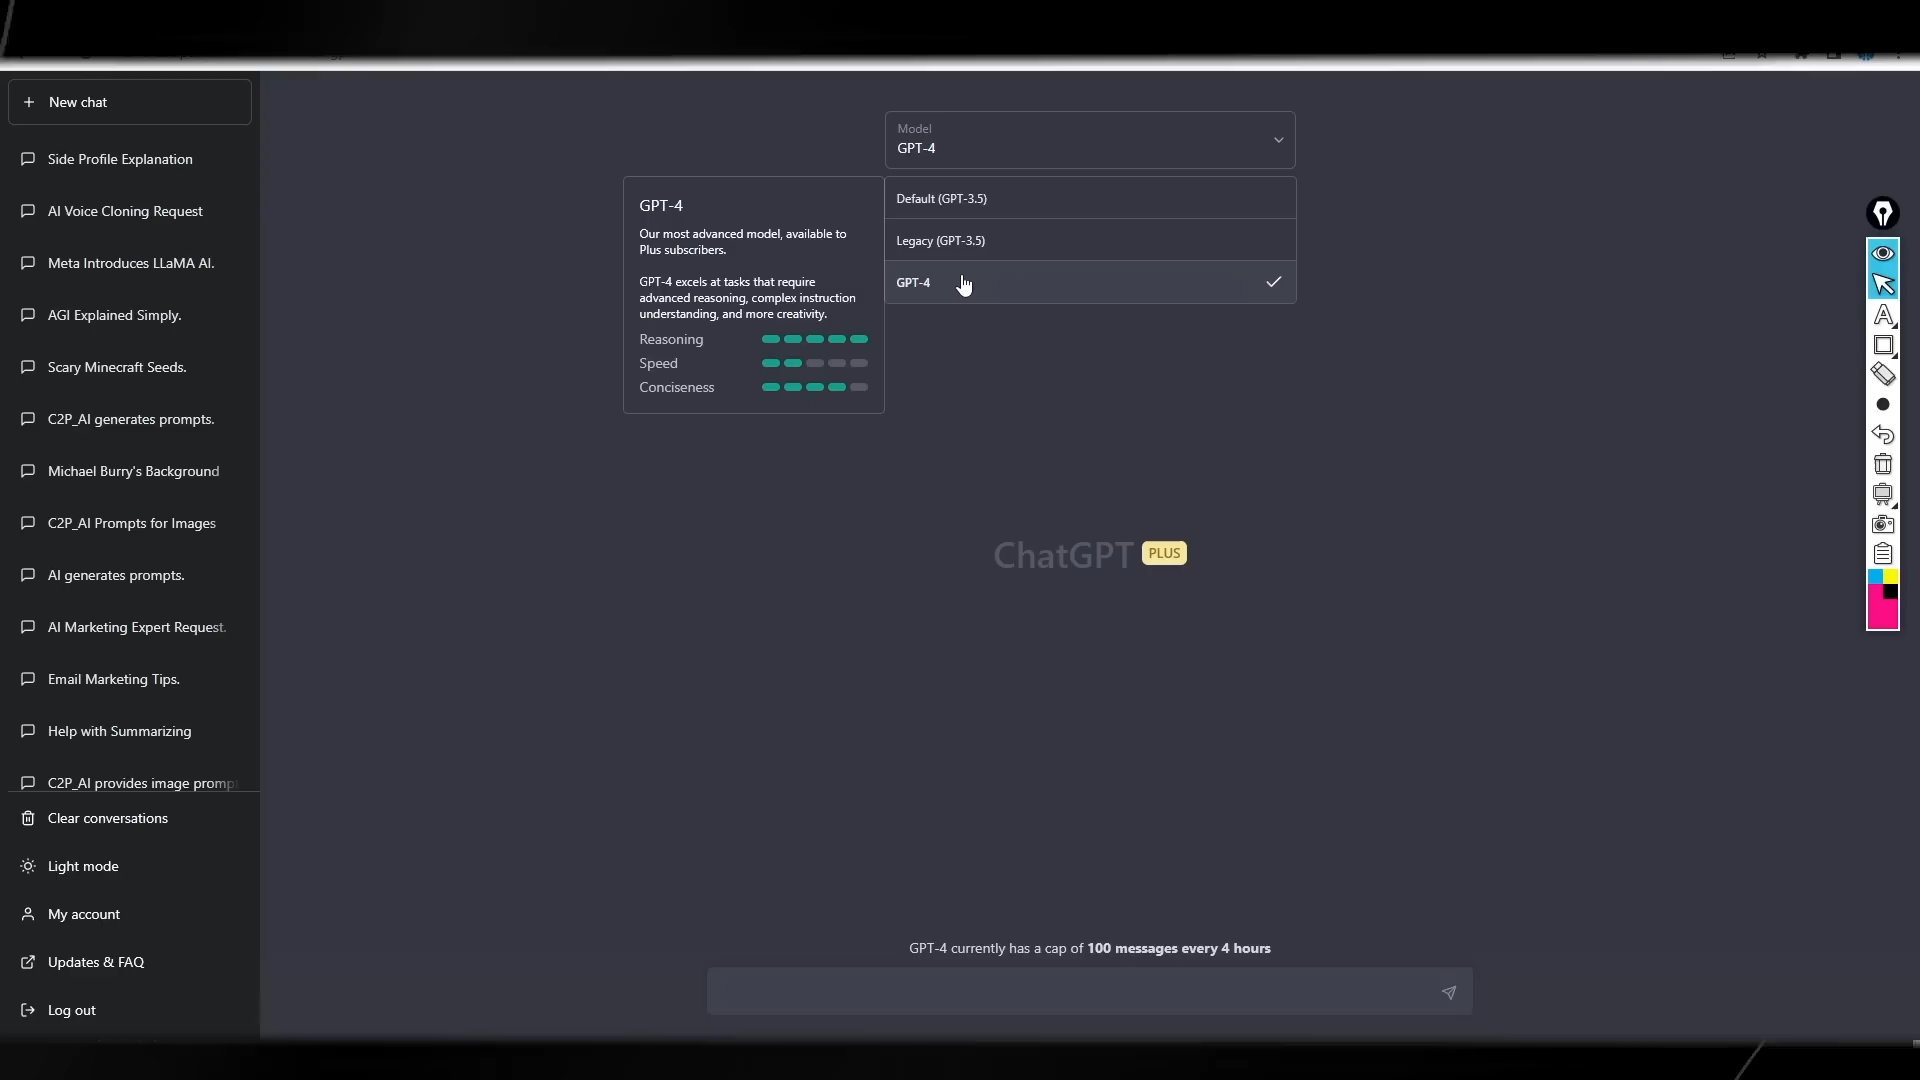 New chat
Side Profile Explanation
AI Voice Cloning Request
Meta Introduces LLaMA AI.
AGI Explained Simply.
Scary Minecraft Seeds.
C2P_AI generates prompts.
Michael Burry's Background
C2P_AI Prompts for Images
AI generates prompts.
AI Marketing Expert Request.
Email Marketing Tips.
Help with Summarizing
C2P_AI provides image promp
Clear conversations
Light mode
My account
Updates & FAQ
Log out
Model
GPT-4
Default (GPT-3.5)
Legacy (GPT-3.5)
GPT-4
GPT-4
Our most advanced model, available to
Plus subscribers.
GPT-4 excels at tasks that require
advanced reasoning, complex instruction
understanding, and more creativity.
Reasoning
Speed
Conciseness
ChatGPT PLUS
GPT-4 currently has a cap of 100 messages every 4 hours
A